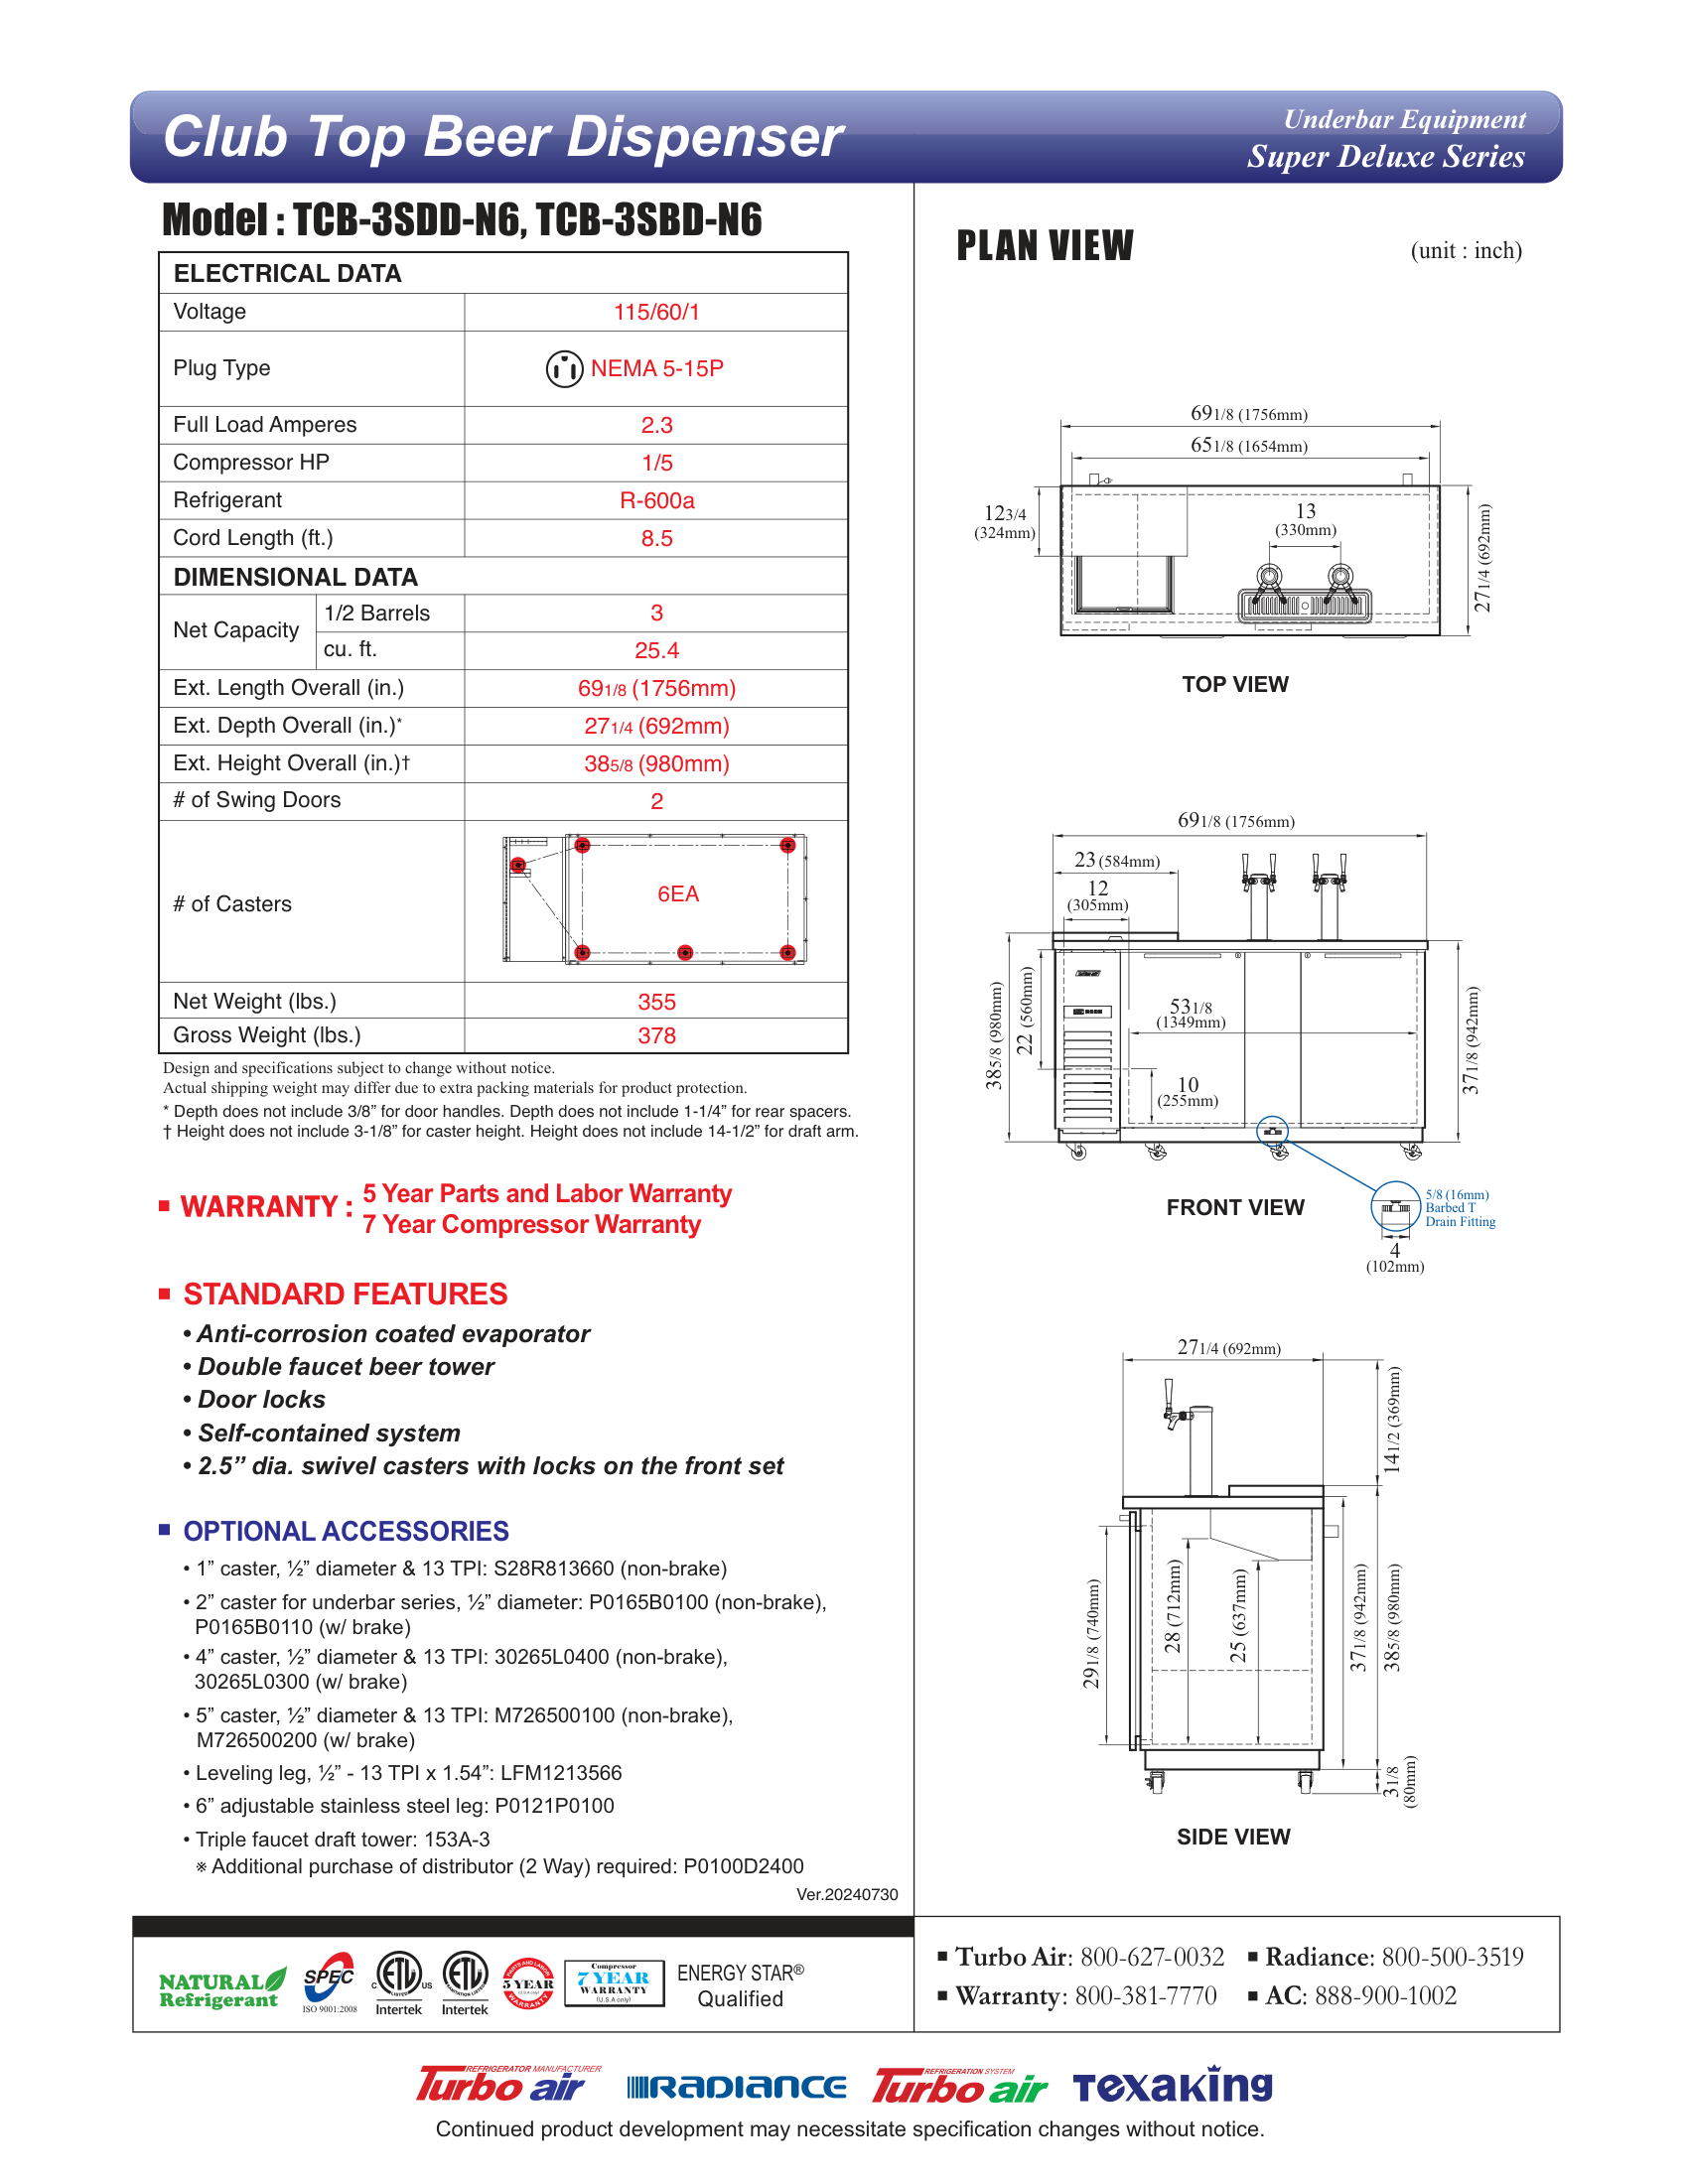 Club Top Beer Dispenser
Underbar Equipment
Super Deluxe Series
Model : TCB-3SDD-N6, TCB-3SBD-N6
ELECTRICAL DATA
Voltage 115/60/1
Plug Type NEMA 5-15P
Full Load Amperes 2.3
Compressor HP 1/5
Refrigerant R-600a
Cord Length (ft.) 8.5
DIMENSIONAL DATA
Net Capacity 1/2 Barrels 3
cu. ft. 25.4
Ext. Length Overall (in.) 69 1/8 (1756mm)
Ext. Depth Overall (in.)* 27 1/4 (692mm)
Ext. Height Overall (in.)† 38 5/8 (980mm)
# of Swing Doors 2
# of Casters 6EA
Net Weight (lbs.) 355
Gross Weight (lbs.) 378
Design and specifications subject to change without notice.
Actual shipping weight may differ due to extra packing materials for product protection.
* Depth does not include 3/8” for door handles. Depth does not include 1-1/4” for rear spacers.
† Height does not include 3-1/8” for caster height. Height does not include 14-1/2” for draft arm.
WARRANTY : 5 Year Parts and Labor Warranty
7 Year Compressor Warranty
STANDARD FEATURES
• Anti-corrosion coated evaporator
• Double faucet beer tower
• Door locks
• Self-contained system
• 2.5” dia. swivel casters with locks on the front set
OPTIONAL ACCESSORIES
• 1” caster, ½” diameter & 13 TPI: S28R813660 (non-brake)
• 2” caster for underbar series, ½” diameter: P0165B0100 (non-brake),
P0165B0110 (w/ brake)
• 4” caster, ½” diameter & 13 TPI: 30265L0400 (non-brake),
30265L0300 (w/ brake)
• 5” caster, ½” diameter & 13 TPI: M726500100 (non-brake),
M726500200 (w/ brake)
• Leveling leg, ½” - 13 TPI x 1.54”: LFM1213566
• 6” adjustable stainless steel leg: P0121P0100
• Triple faucet draft tower: 153A-3
※ Additional purchase of distributor (2 Way) required: P0100D2400
Ver.20240730
PLAN VIEW
(unit : inch)
69 1/8 (1756mm)
65 1/8 (1654mm)
12 3/4
(324mm)
13
(330mm)
27 1/4 (692mm)
TOP VIEW
69 1/8 (1756mm)
23 (584mm)
12
(305mm)
38 5/8 (980mm)
22 (560mm)
53 1/8
(1349mm)
10
(255mm)
37 1/8 (942mm)
FRONT VIEW
5/8 (16mm)
Barbed T
Drain Fitting
4
(102mm)
27 1/4 (692mm)
14 1/2 (369mm)
29 1/8 (740mm)
28 (712mm)
25 (637mm)
37 1/8 (942mm)
38 5/8 (980mm)
3 1/8
(80mm)
SIDE VIEW
NATURAL
Refrigerant
SPEC
ISO 9001:2008
C ETL US
LISTED
Intertek
ETL
Intertek
PARTS AND LABOR
5 YEAR
WARRANTY
Compressor
7 YEAR
WARRANTY
(U.S.A only)
ENERGY STAR®
Qualified
Turbo Air: 800-627-0032
Radiance: 800-500-3519
Warranty: 800-381-7770
AC: 888-900-1002
REFRIGERATOR MANUFACTURER
Turbo air
RADIANCE
REFRIGERATION SYSTEM
Turbo air
Texaking
Continued product development may necessitate specification changes without notice.